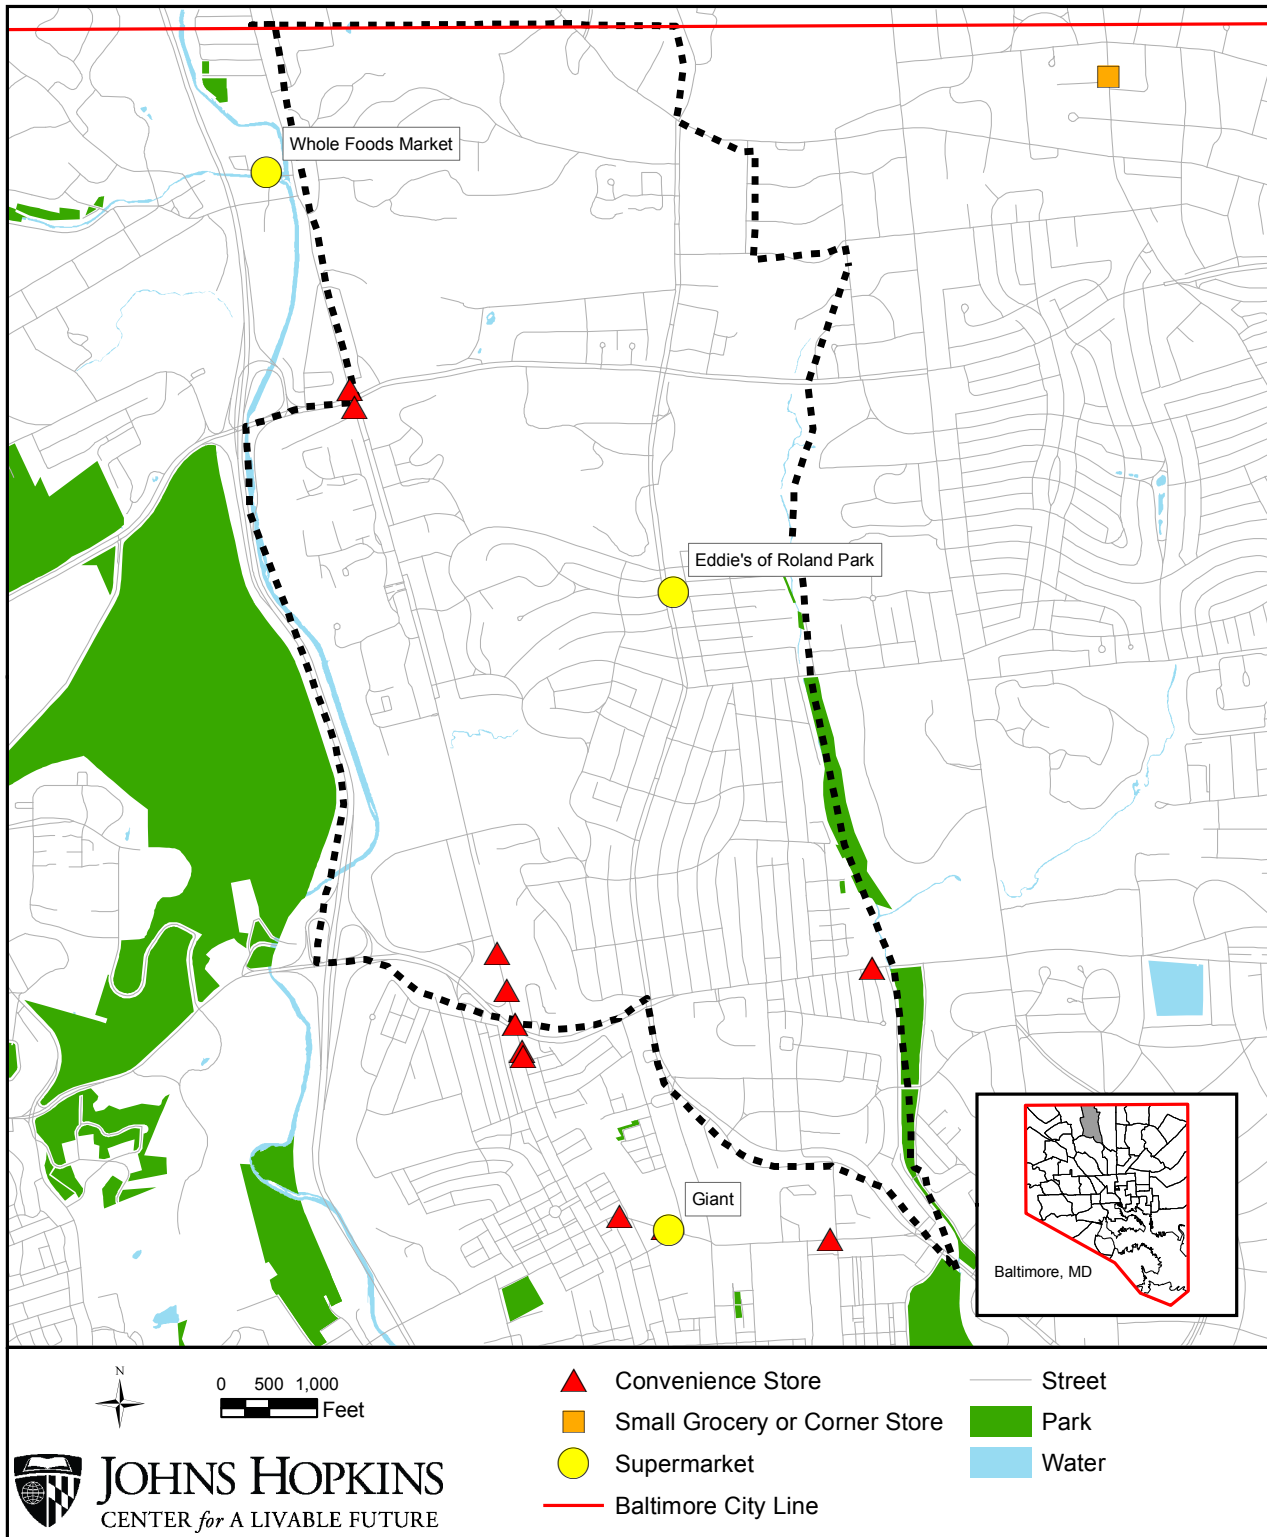 Whole Foods Market
Eddie's of Roland Park
Giant
Baltimore, MD
N
0 500 1,000
Feet
Convenience Store
Small Grocery or Corner Store
Supermarket
Baltimore City Line
Street
Park
Water
JOHNS HOPKINS
CENTER for A LIVABLE FUTURE